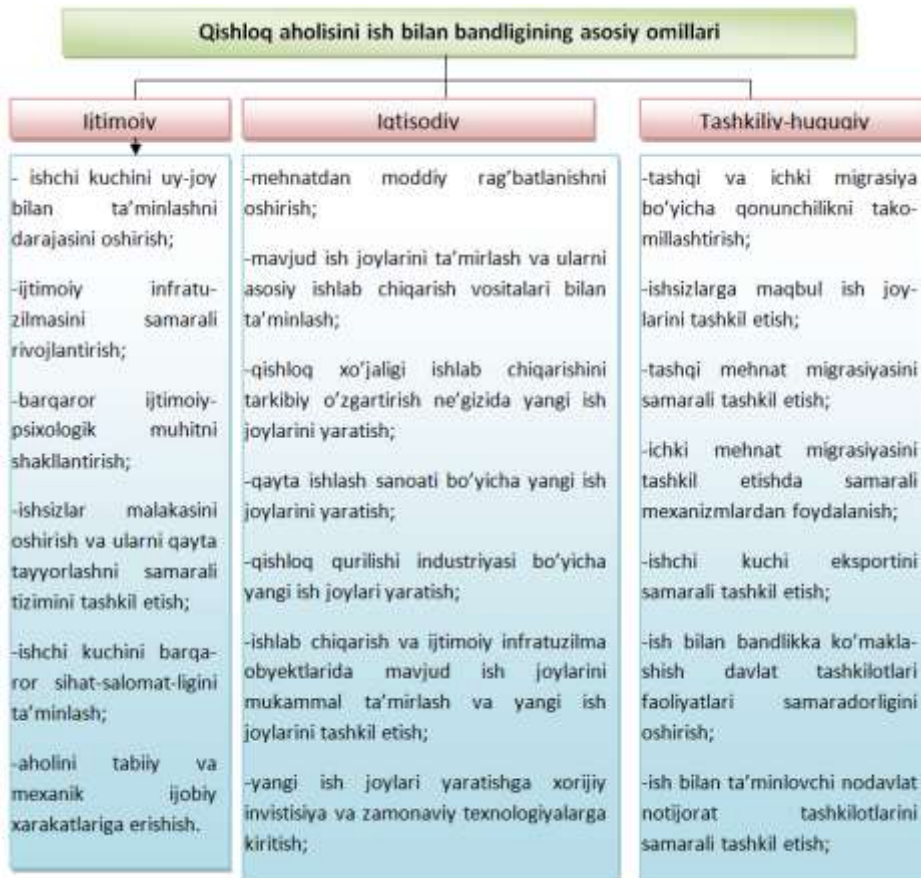 Qishloq aholisini ish bilan bandligining asosiy omillari
Ijtimoiy
- ishchi kuchini uy-joy
bilan ta'minlashni
darajasini oshirish;
-ijtimoiy infratu-
zilmasini samarali
rivojlantirish;
-barqaror ijtimoiy-
psixologik muhitni
shakllantirish;
-ishsizlar malakasini
oshirish va ularni qayta
tayyorlashni samarali
tizimini tashkil etish;
-ishchi kuchini barqa-
ror sihat-salomat-ligini
ta'minlash;
-aholini tabiiy va
mexanik ijobiy
xarakatlariga erishish.
Iqtisodiy
-mehnatdan moddiy rag'batlanishni
oshirish;
-mavjud ish joylarini ta'mirlash va ularni
asosiy ishlab chiqarish vositalari bilan
ta'minlash;
-qishloq xo'jaligi ishlab chiqarishini
tarkibiy o'zgartirish ne'gizida yangi ish
joylarini yaratish;
-qayta ishlash sanoati bo'yicha yangi ish
joylarini yaratish;
-qishloq qurilishi industriyasi bo'yicha
yangi ish joylari yaratish;
-ishlab chiqarish va ijtimoiy infratuzilma
obyektlarida mavjud ish joylarini
mukammal ta'mirlash va yangi ish
joylarini tashkil etish;
-yangi ish joylari yaratishga xorijiy
invistisiya va zamonaviy texnologiyalarga
kiritish;
Tashkiliy-huquqiy
-tashqi va ichki migrasiya
bo'yicha qonunchilikni tako-
millashtirish;
-ishsizlarga maqbul ish joy-
larini tashkil etish;
-tashqi mehnat migrasiyasini
samarali tashkil etish;
-ichki mehnat migrasiyasini
tashkil etishda samarali
mexanizmlardan foydalanish;
-ishchi kuchi eksportini
samarali tashkil etish;
-ish bilan bandlikka ko'makla-
shish davlat tashkilotlari
faoliyatlari samaradorligini
oshirish;
-ish bilan ta'minlovchi nodavlat
notijorat tashkilotlarini
samarali tashkil etish;